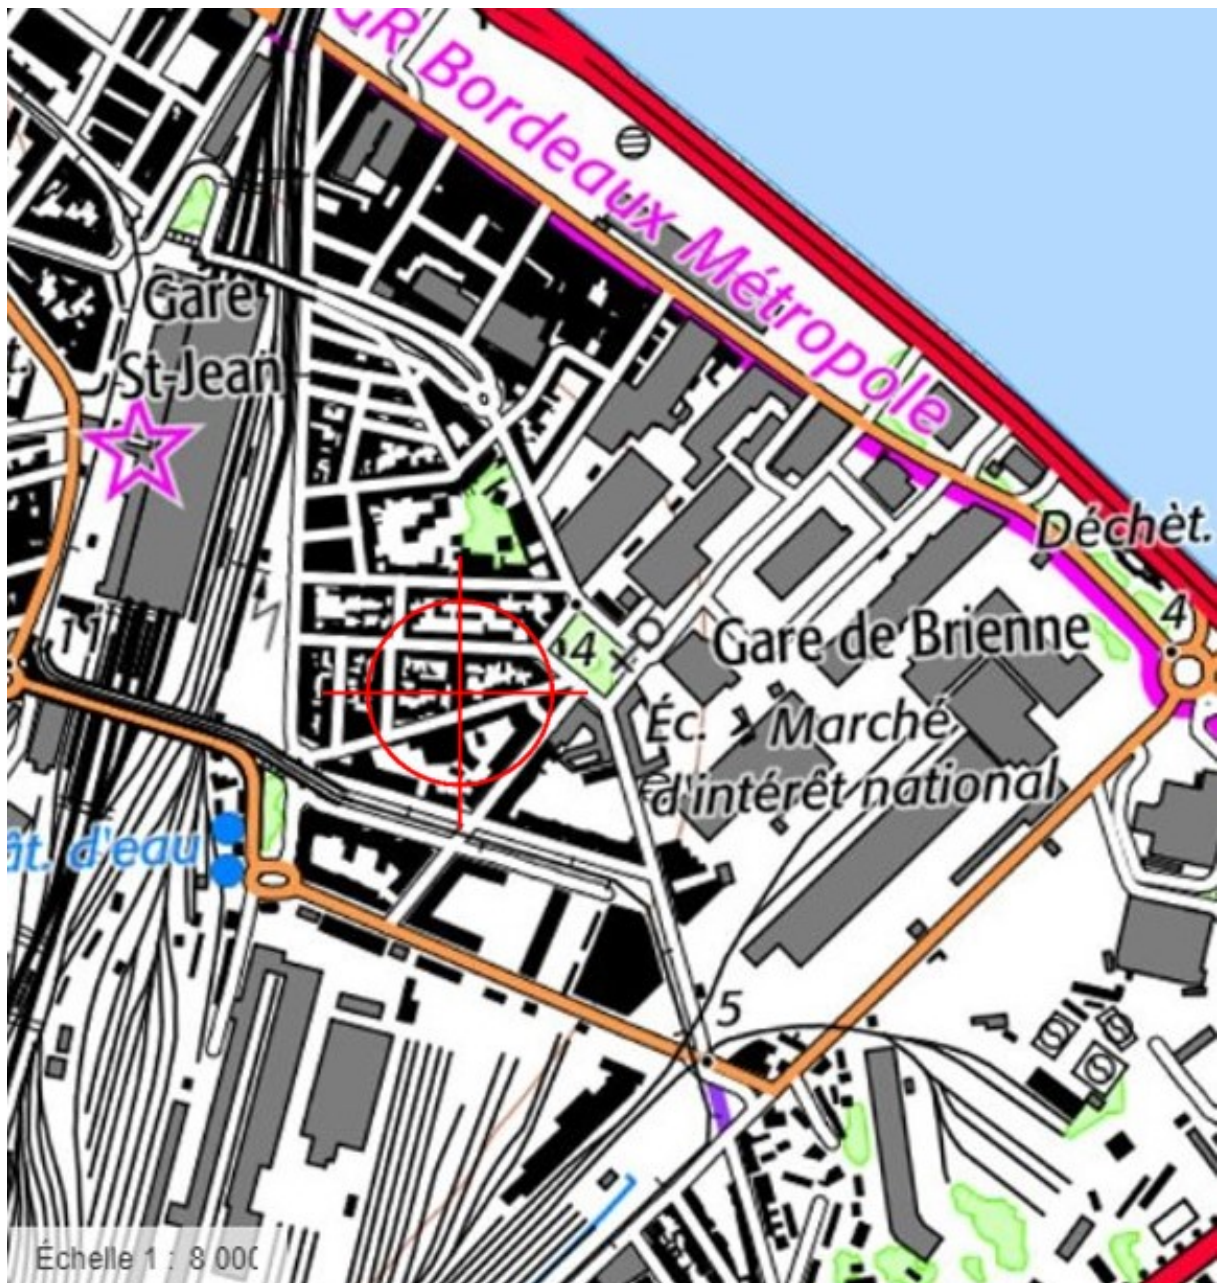 GR Bordeaux Métropole
Gare
St-Jean
t.
Déchèt.
11
4
4
Gare de Brienne
Éc.
Marché
d'intérêt national
ât. d'eau
5
Échelle 1 : 8 000